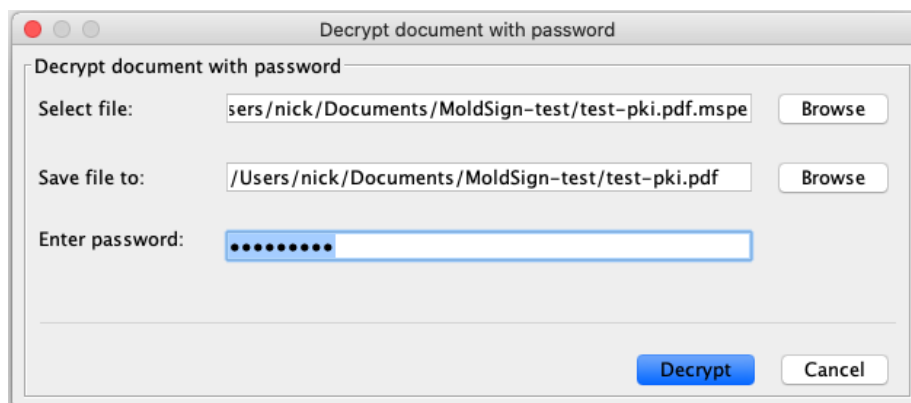 Decrypt document with password
Decrypt document with password
Select file: sers/nick/Documents/MoldSign-test/test-pki.pdf.mspe Browse
Save file to: /Users/nick/Documents/MoldSign-test/test-pki.pdf Browse
Enter password: •••••••••
Decrypt Cancel